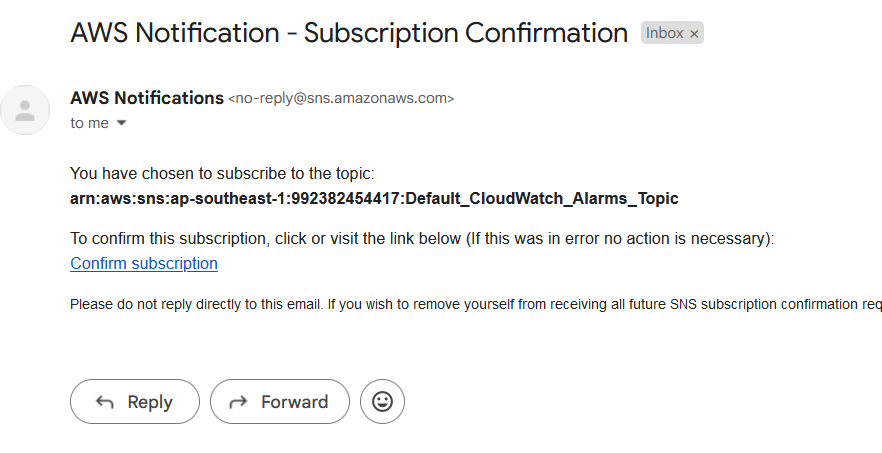 AWS Notification - Subscription Confirmation Inbox ×
AWS Notifications <no-reply@sns.amazonaws.com>
to me
You have chosen to subscribe to the topic:
arn:aws:sns:ap-southeast-1:992382454417:Default_CloudWatch_Alarms_Topic
To confirm this subscription, click or visit the link below (If this was in error no action is necessary):
Confirm subscription
Please do not reply directly to this email. If you wish to remove yourself from receiving all future SNS subscription confirmation req
Reply Forward